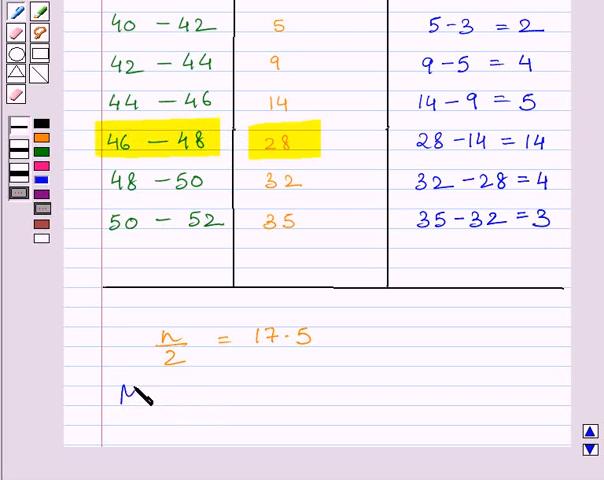 40 - 42 5 5 - 3 = 2
42 - 44 9 9 - 5 = 4
44 - 46 14 14 - 9 = 5
46 - 48 28 28 - 14 = 14
48 - 50 32 32 - 28 = 4
50 - 52 35 35 - 32 = 3
n/2 = 17.5
M